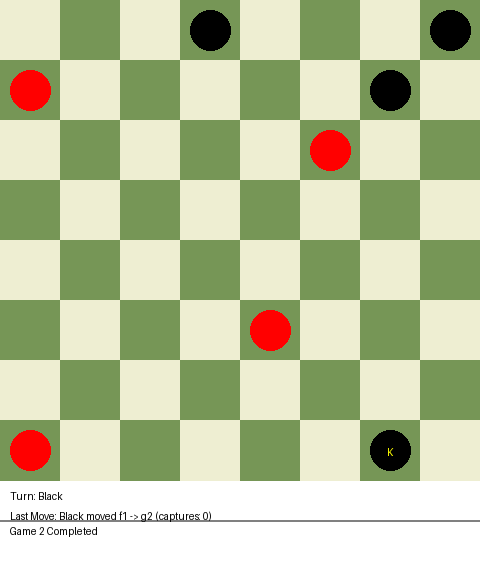 K
Turn: Black
Last Move: Black moved f1 -> g2 (captures: 0)
Game 2 Completed